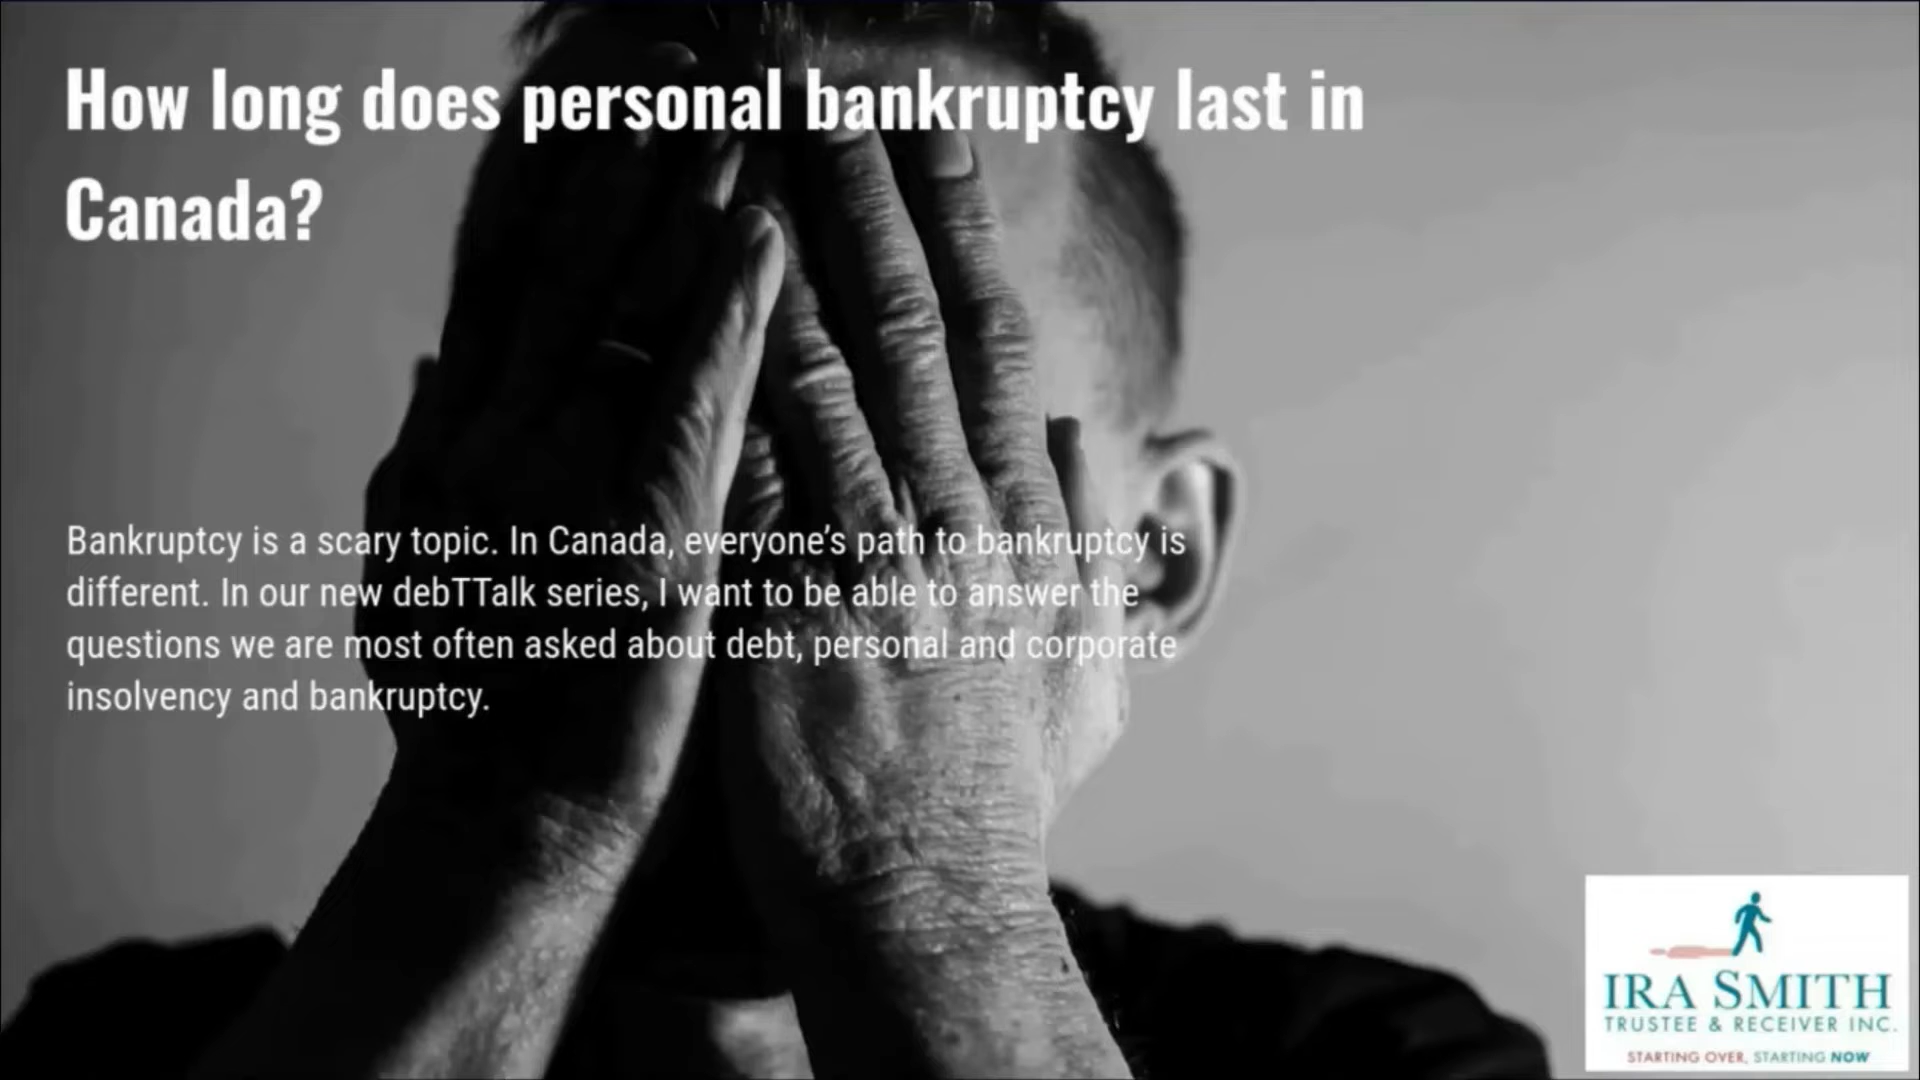 How long does personal bankruptcy last in
Canada?
Bankruptcy is a scary topic. In Canada, everyone’s path to bankruptcy is
different. In our new debTTalk series, I want to be able to answer the
questions we are most often asked about debt, personal and corporate
insolvency and bankruptcy.
IRA SMITH
TRUSTEE & RECEIVER INC.
STARTING OVER, STARTING NOW